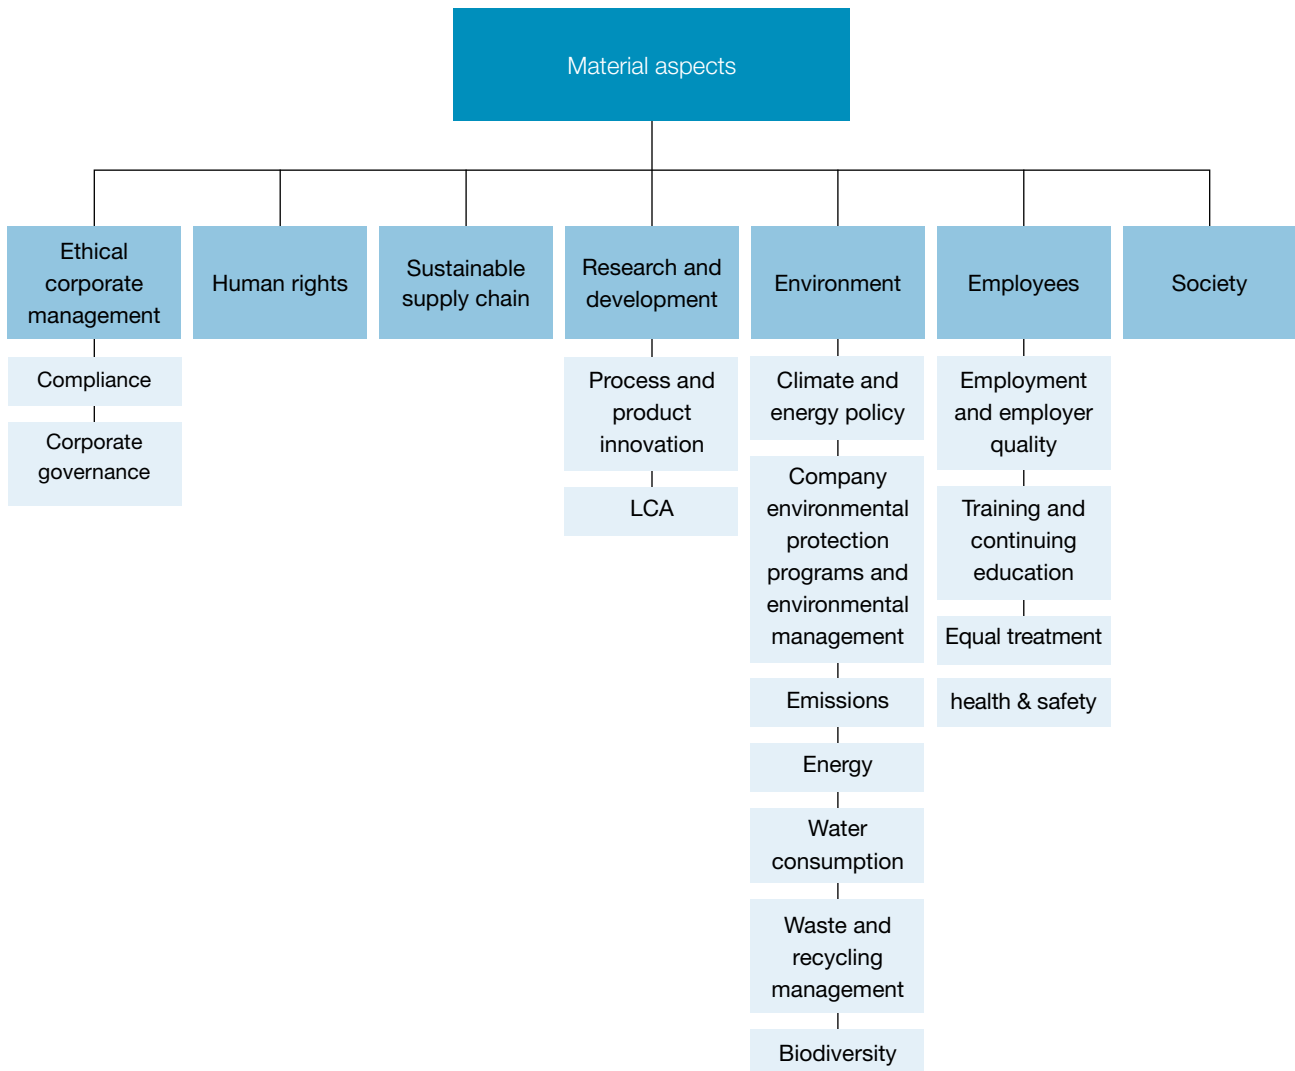 Material aspects
Ethical
corporate
management
Human rights
Sustainable
supply chain
Research and
development
Environment
Employees
Society
Compliance
Corporate
governance
Process and
product
innovation
LCA
Climate and
energy policy
Company
environmental
protection
programs and
environmental
management
Emissions
Energy
Water
consumption
Waste and
recycling
management
Biodiversity
Employment
and employer
quality
Training and
continuing
education
Equal treatment
health & safety